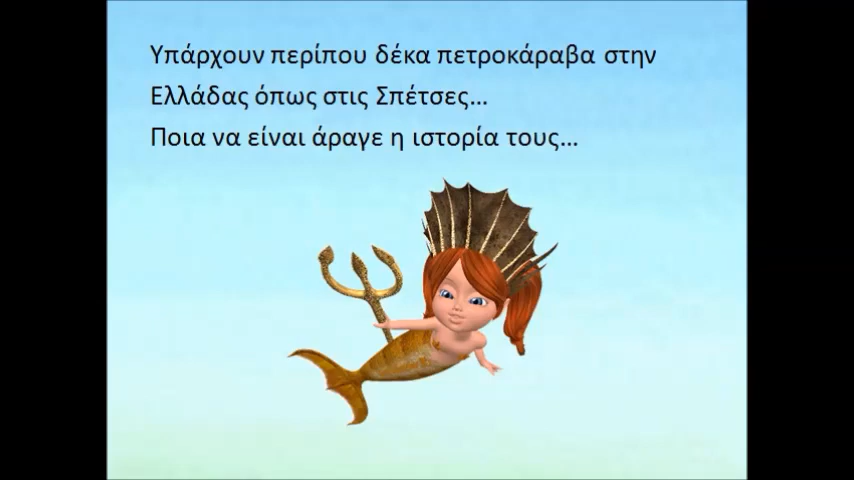 Υπάρχουν περίπου δέκα πετροκάραβα στην
Ελλάδας όπως στις Σπέτσες...
Ποια να είναι άραγε η ιστορία τους...